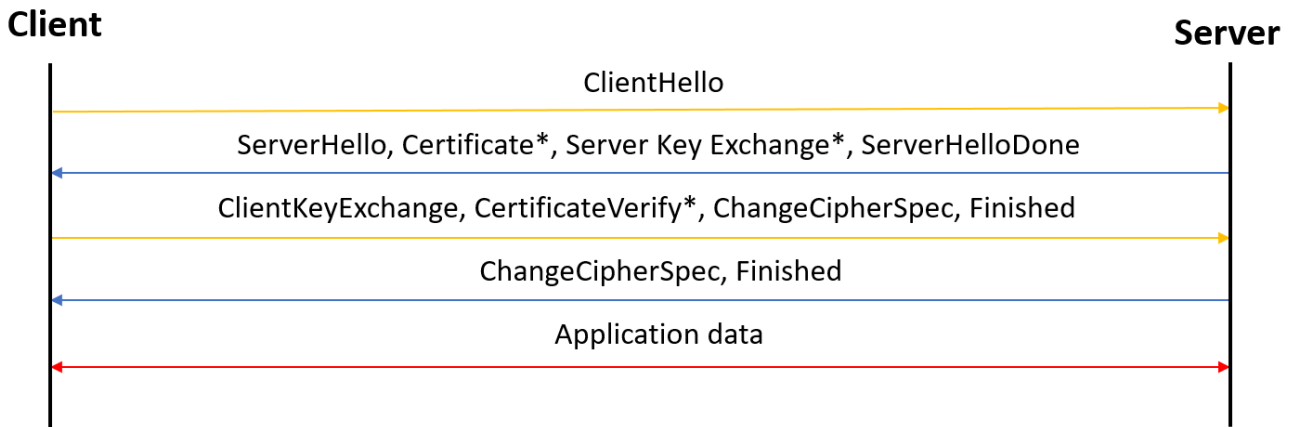 Client
Server
ClientHello
ServerHello, Certificate*, Server Key Exchange*, ServerHelloDone
ClientKeyExchange, CertificateVerify*, ChangeCipherSpec, Finished
ChangeCipherSpec, Finished
Application data